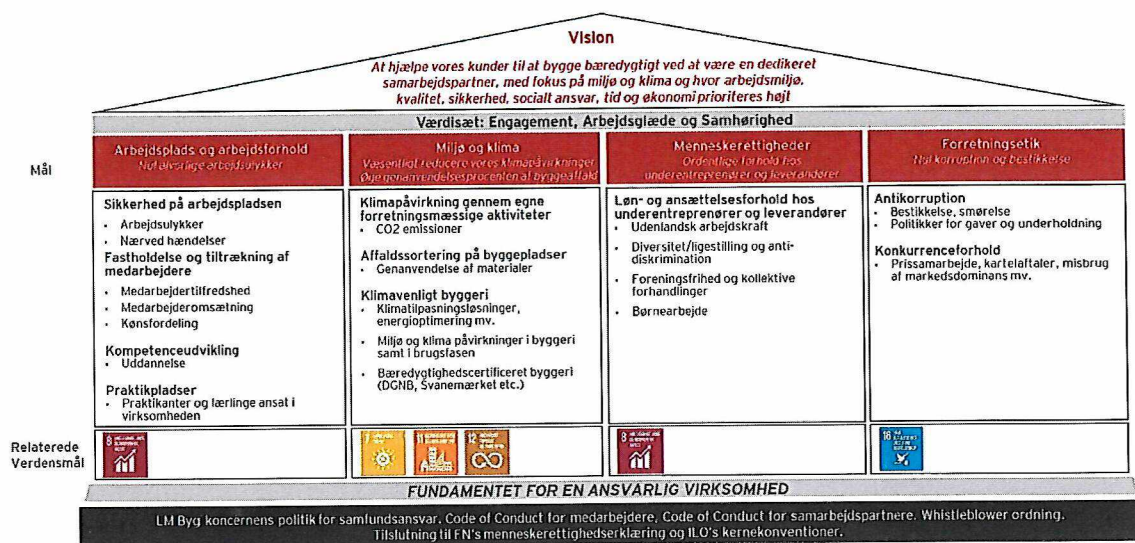 Vision
At hjælpe vores kunder til at bygge bæredygtigt ved at være en dedikeret
samarbejdspartner, med fokus på miljø og klima og hvor arbejdsmiljø,
kvalitet, sikkerhed, socialt ansvar, tid og økonomi prioriteres højt
Værdisæt: Engagement, Arbejdsglæde og Samhørighed
Mål
Arbejdsplads og arbejdsforhold
Nul alvorlige arbejdsulykker
Sikkerhed på arbejdspladsen
• Arbejdsulykker
• Nærved hændelser
Fastholdelse og tiltrækning af
medarbejdere
• Medarbejdertilfredshed
• Medarbejderomsætning
• Kønsfordeling
Kompetenceudvikling
• Uddannelse
Praktikpladser
• Praktikanter og lærlinge ansat i
virksomheden
Miljø og klima
Væsentligt reducere vores klimapåvirkninger
Øge genanvendelsesprocenten af byggeaffald
Klimapåvirkning gennem egne
forretningsmæssige aktiviteter
• CO2 emissioner
Affaldssortering på byggepladser
• Genanvendelse af materialer
Klimavenligt byggeri
• Klimatilpasningsløsninger,
energioptimering mv.
• Miljø og klima påvirkninger i byggeri
samt i brugsfasen
• Bæredygtighedscertificeret byggeri
(DGNB, Svanemærket etc.)
Menneskerettigheder
Ordentlige forhold hos
underentreprenører og leverandører
Løn- og ansættelsesforhold hos
underentreprenører og leverandører
• Udenlandsk arbejdskraft
• Diversitet/ligestilling og anti-
diskrimination
• Foreningsfrihed og kollektive
forhandlinger
• Børnearbejde
Forretningsetik
Nul korruption og bestikkelse
Antikorruption
• Bestikkelse, smørelse
• Politikker for gaver og underholdning
Konkurrenceforhold
• Prissamarbejde, kartelaftaler, misbrug
af markedsdominans mv.
Relaterede
Verdensmål
8
7
11
12
8
16
FUNDAMENTET FOR EN ANSVARLIG VIRKSOMHED
LM Byg koncernens politik for samfundsansvar. Code of Conduct for medarbejdere, Code of Conduct for samarbejdspartnere. Whistleblower ordning.
Tilslutning til FN's menneskerettighedserklæring og ILO's kernekonventioner.